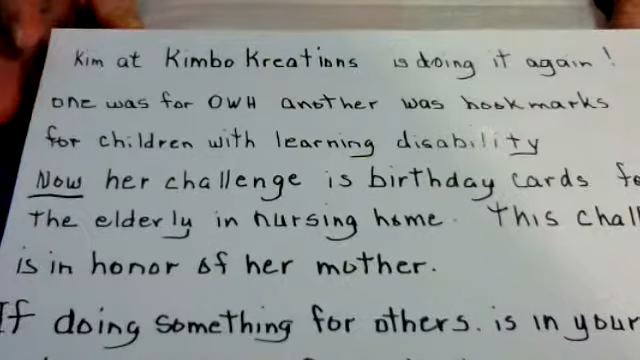 Kim at Kimbo Kreations is doing it again!
one was for OWH another was bookmarks
for children with learning disability
Now her challenge is birthday cards
the elderly in nursing home. This
is in honor of her mother.
If doing something for others. is in your